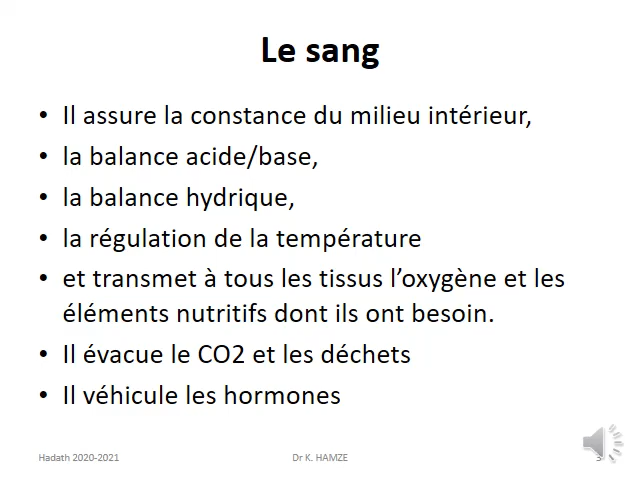 Le sang
• Il assure la constance du milieu intérieur,
• la balance acide/base,
• la balance hydrique,
• la régulation de la température
• et transmet à tous les tissus l’oxygène et les
éléments nutritifs dont ils ont besoin.
• Il évacue le CO2 et les déchets
• Il véhicule les hormones
Hadath 2020-2021
Dr K. HAMZE